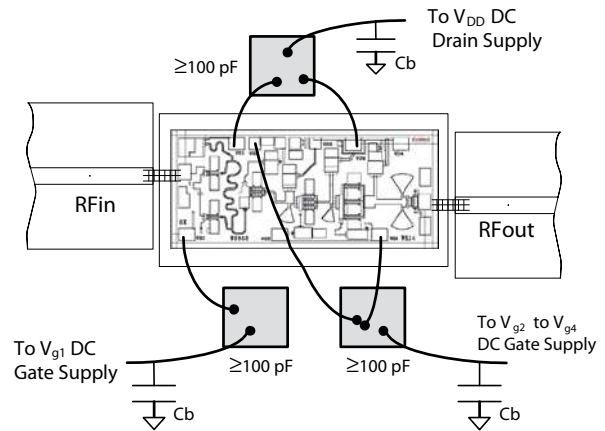 To VDD DC
Drain Supply
≥100 pF
Cb
RFin
RFout
To Vg1 DC
Gate Supply
≥100 pF
≥100 pF
To Vg2 to Vg4
DC Gate Supply
Cb
Cb